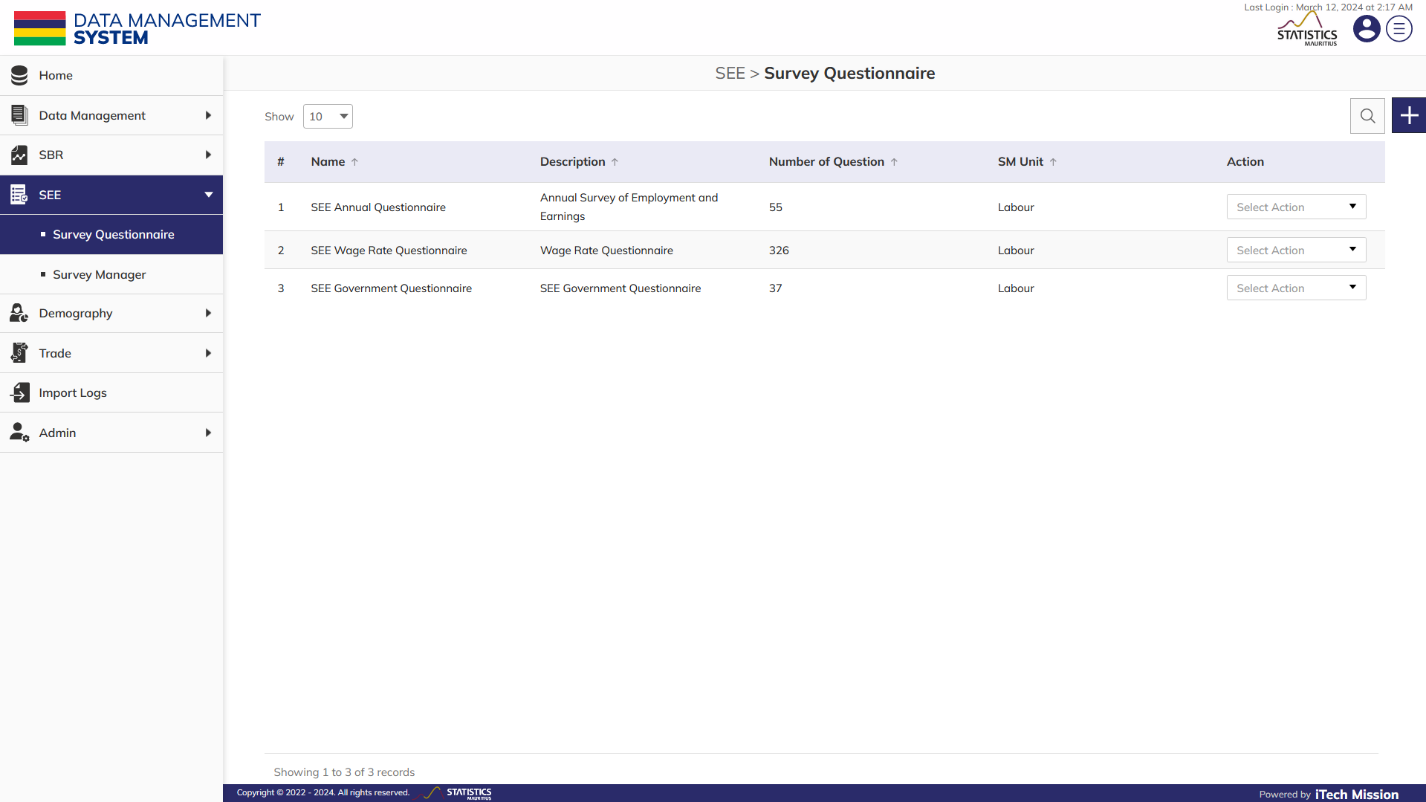 Last Login : March 12, 2024 at 2:17 AM
DATA MANAGEMENT
SYSTEM
STATISTICS
MAURITIUS
Home
Data Management
SBR
SEE
Survey Questionnaire
Survey Manager
Demography
Trade
Import Logs
Admin
SEE > Survey Questionnaire
Show 10
# Name ↑ Description ↑ Number of Question ↑ SM Unit ↑ Action
1 SEE Annual Questionnaire Annual Survey of Employment and Earnings 55 Labour Select Action
2 SEE Wage Rate Questionnaire Wage Rate Questionnaire 326 Labour Select Action
3 SEE Government Questionnaire SEE Government Questionnaire 37 Labour Select Action
Showing 1 to 3 of 3 records
Copyright © 2022 - 2024. All rights reserved. STATISTICS
MAURITIUS
Powered by iTech Mission